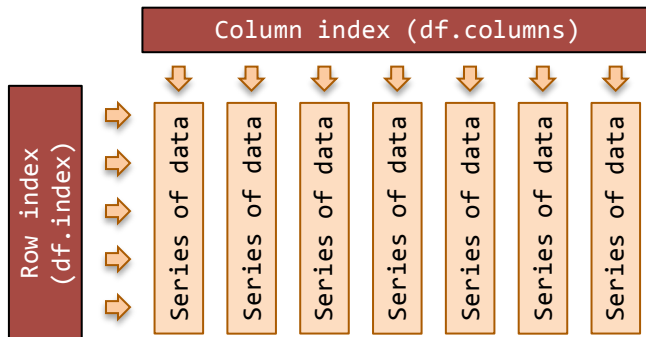 Column index (df.columns)
Row index
(df.index)
Series of data
Series of data
Series of data
Series of data
Series of data
Series of data
Series of data